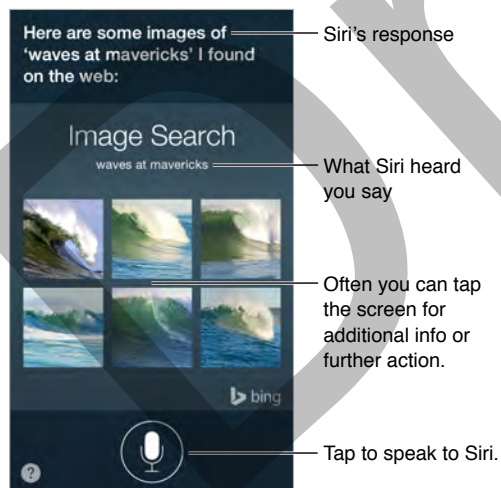 Here are some images of
‘waves at mavericks’ I found
on the web:
Siri’s response
Image Search
waves at mavericks
What Siri heard
you say
Often you can tap
the screen for
additional info or
further action.
bing
Tap to speak to Siri.
?